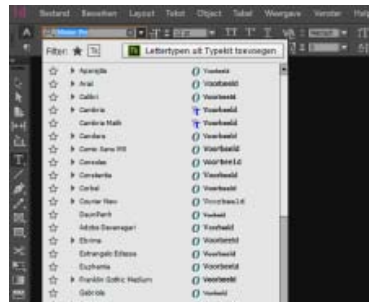 Bestand Bewerken Layout Tekst Object Tabel Weergave Venster Help
Filter: Lettertypen uit Typekit toevoegen
Aparajita Voorbeeld
Arial Voorbeeld
Calibri Voorbeeld
Cambria Voorbeeld
Cambria Math Voorbeeld
Candara Voorbeeld
Comic Sans MS Voorbeeld
Consolas Voorbeeld
Constantia Voorbeeld
Corbel Voorbeeld
Courier New Voorbeeld
DaunPenh Voorbeeld
Adobe Devanagari Voorbeeld
Ebrima Voorbeeld
Estrangelo Edessa Voorbeeld
Euphemia Voorbeeld
Franklin Gothic Medium Voorbeeld
Gabriola Voorbeeld